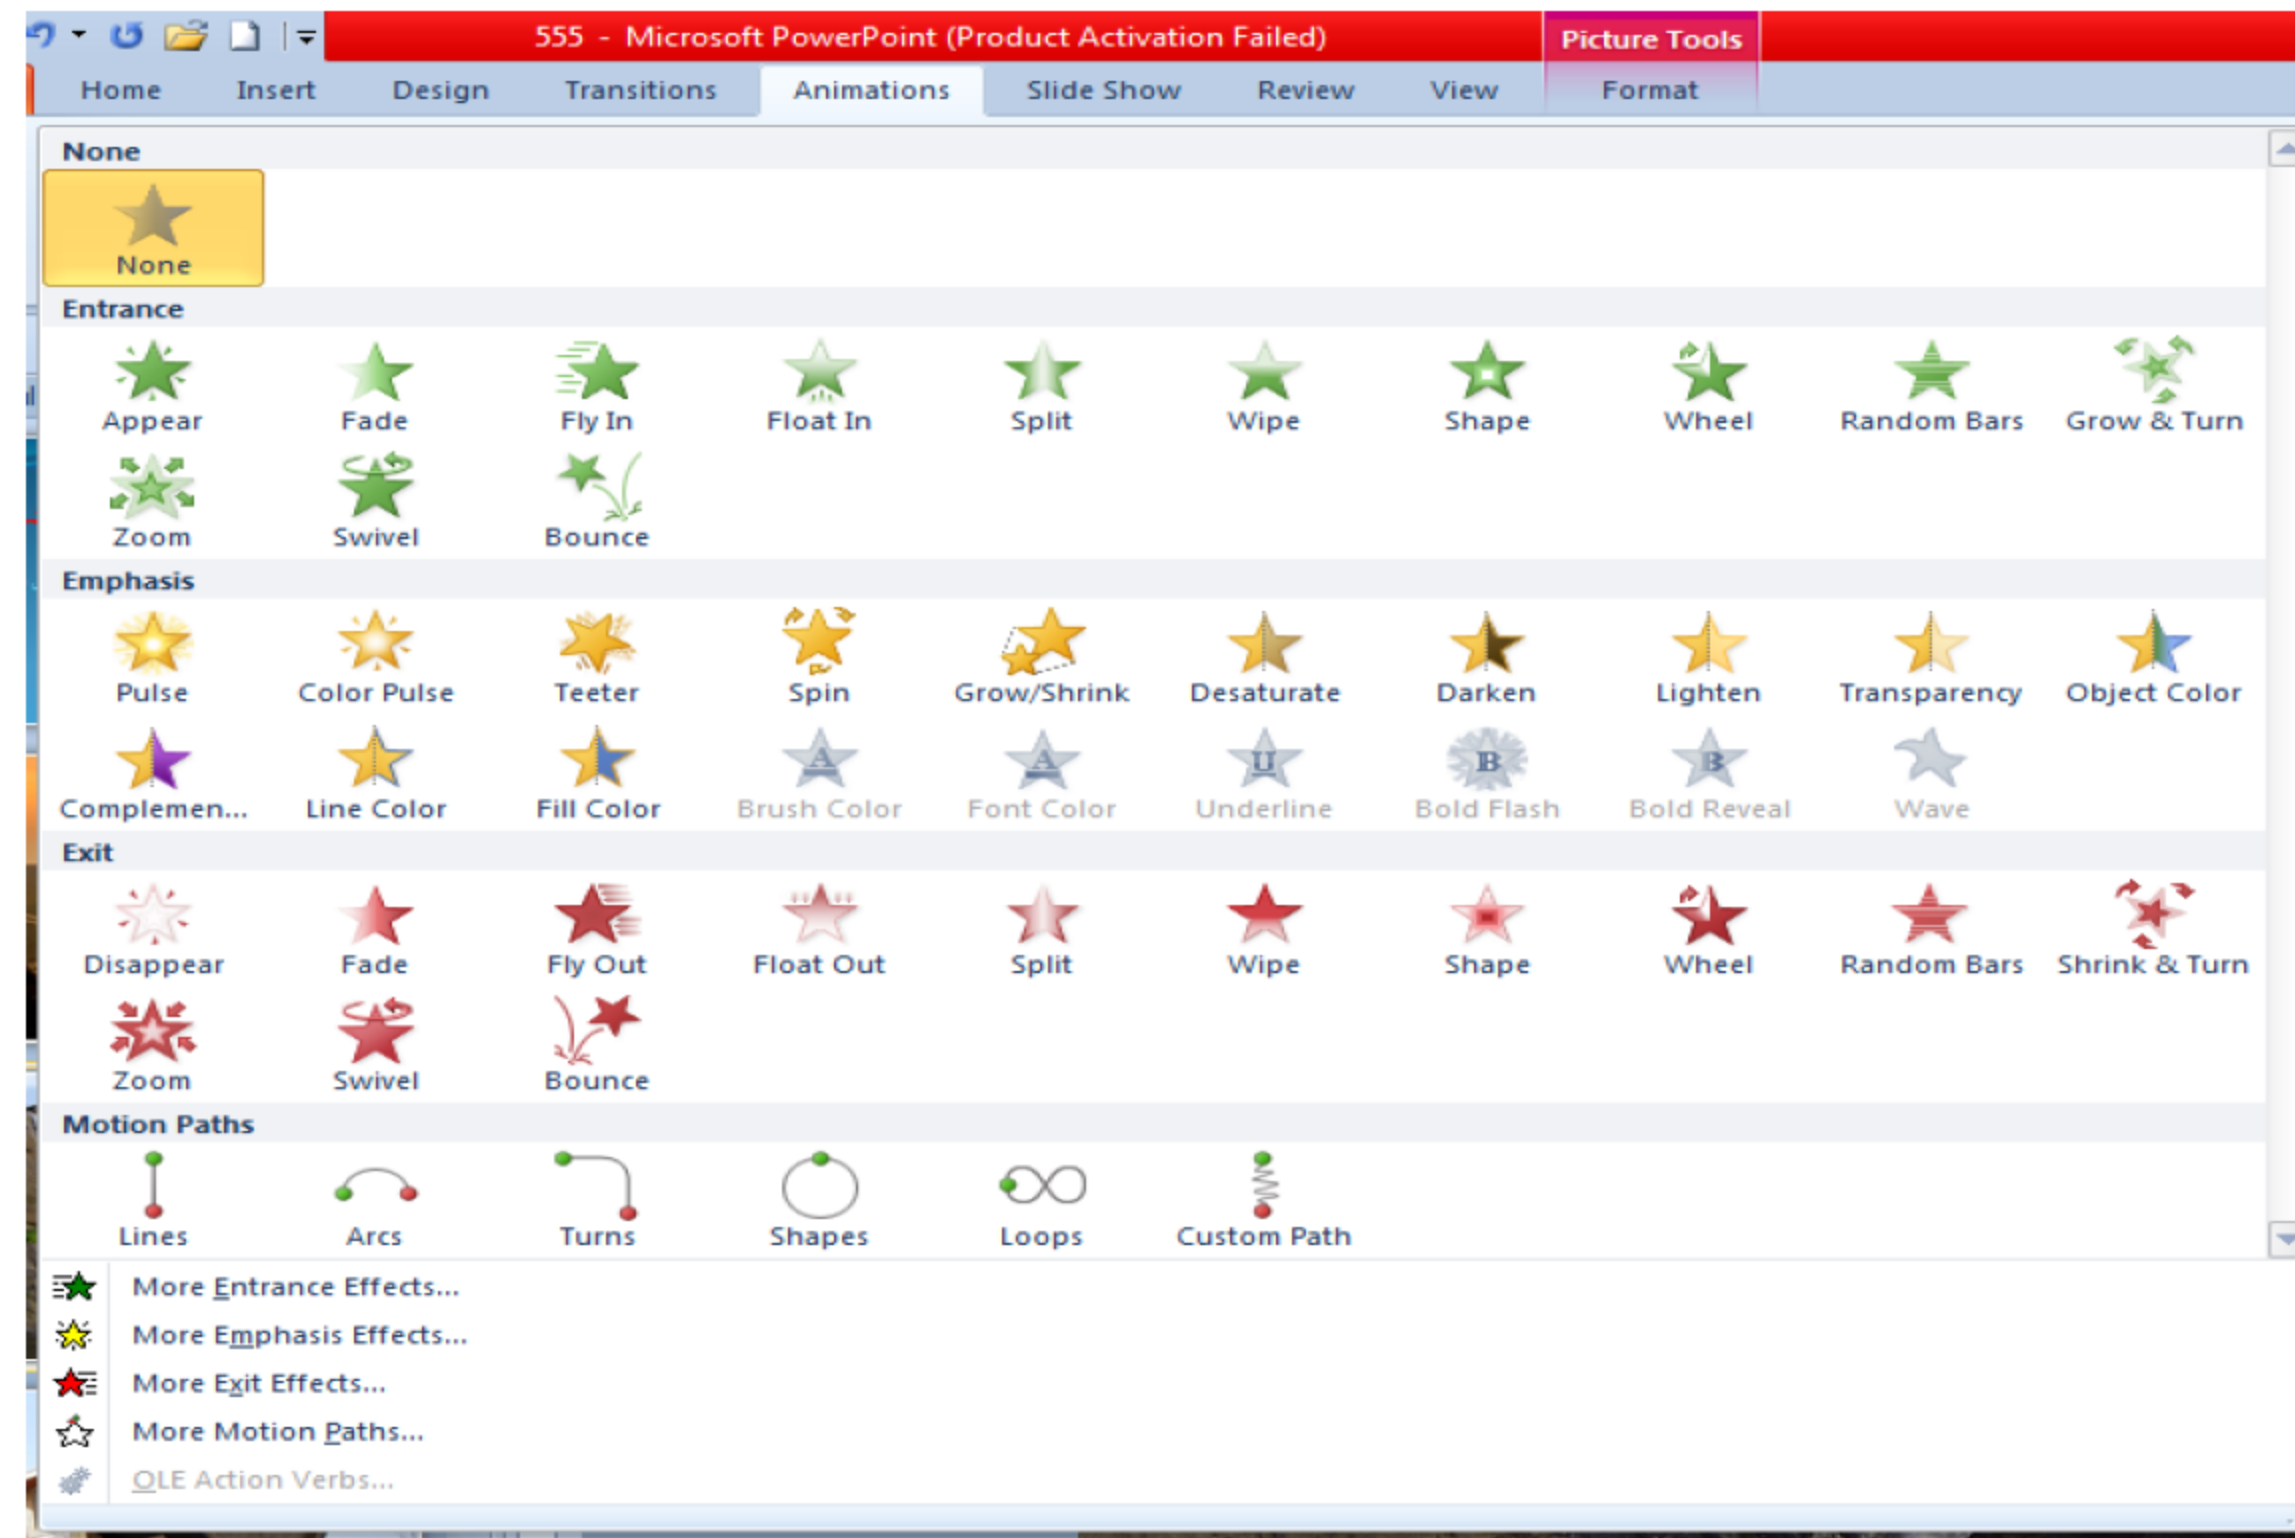 555 - Microsoft PowerPoint (Product Activation Failed) Picture Tools
Home Insert Design Transitions Animations Slide Show Review View Format
None
None
Entrance
Appear Fade Fly In Float In Split Wipe Shape Wheel Random Bars Grow & Turn
Zoom Swivel Bounce
Emphasis
Pulse Color Pulse Teeter Spin Grow/Shrink Desaturate Darken Lighten Transparency Object Color
Complemen... Line Color Fill Color Brush Color Font Color Underline Bold Flash Bold Reveal Wave
Exit
Disappear Fade Fly Out Float Out Split Wipe Shape Wheel Random Bars Shrink & Turn
Zoom Swivel Bounce
Motion Paths
Lines Arcs Turns Shapes Loops Custom Path
More Entrance Effects...
More Emphasis Effects...
More Exit Effects...
More Motion Paths...
OLE Action Verbs...